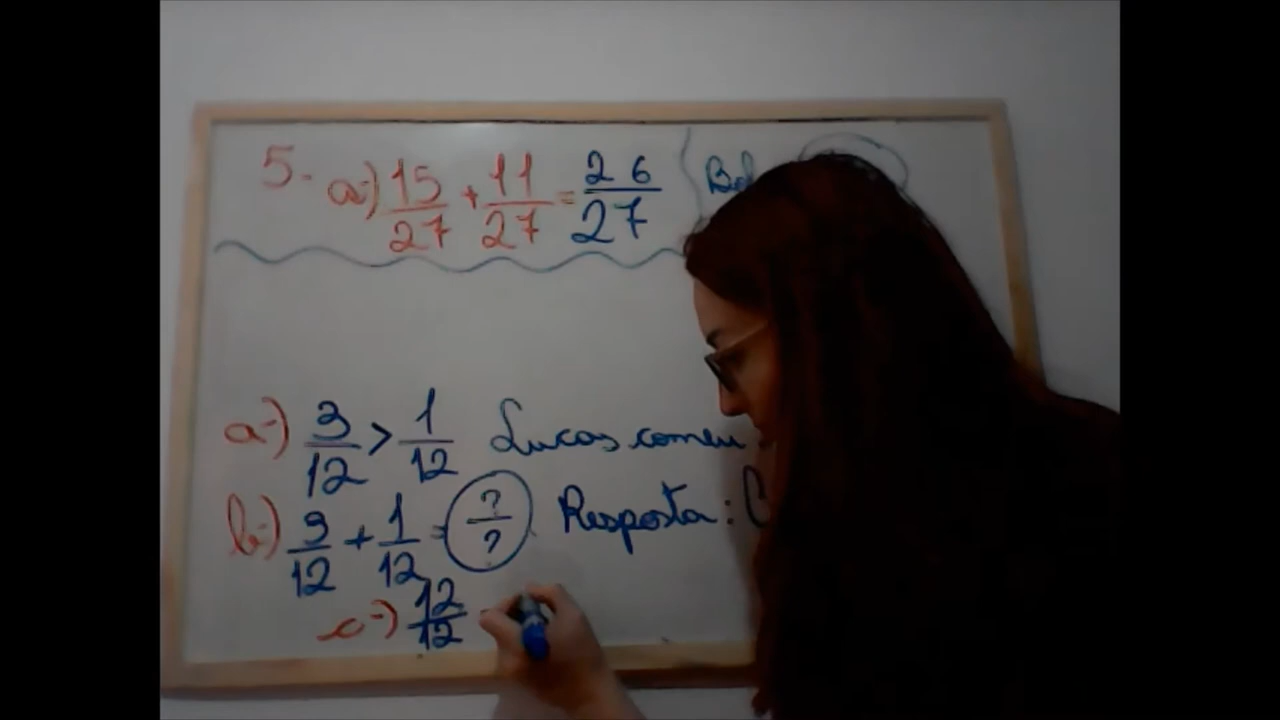 5- a-) 15/27 + 11/27 = 26/27
a-) 3/12 > 1/12 Lucas comeu
b-) 3/12 + 1/12 = ?/? Resposta:
c-) 12/12